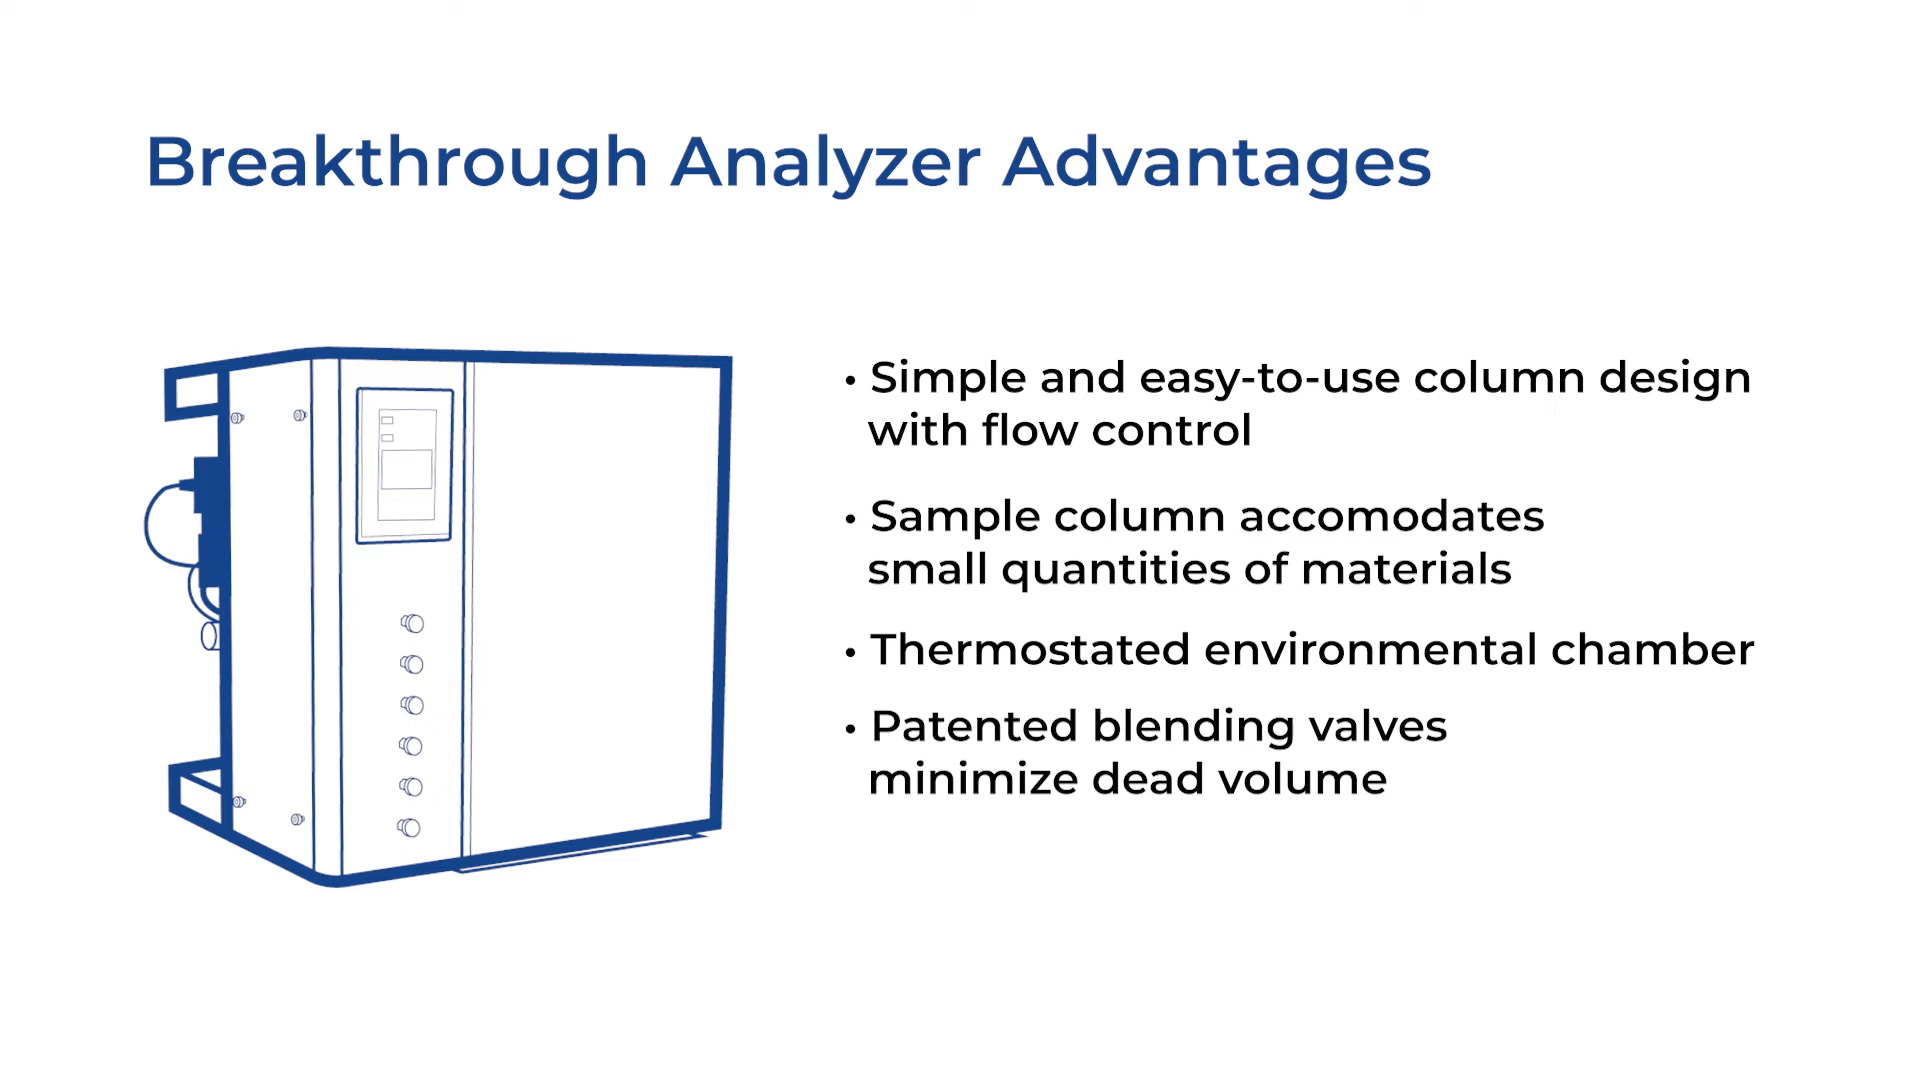 Breakthrough Analyzer Advantages
• Simple and easy-to-use column design
with flow control
• Sample column accomodates
small quantities of materials
• Thermostated environmental chamber
• Patented blending valves
minimize dead volume